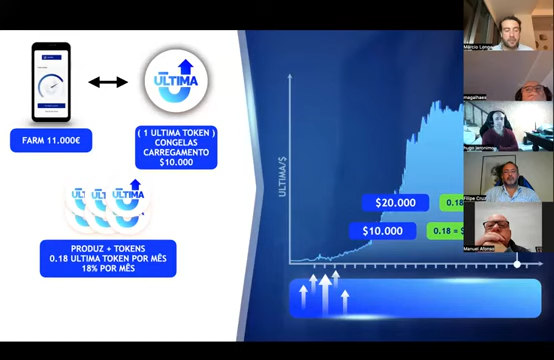 ULTIMA
FARM 11.000€
( 1 ULTIMA TOKEN )
CONGELAS
CARREGAMENTO
$10.000
ULTIMA
PRODUZ + TOKENS
0.18 ULTIMA TOKEN POR MÊS
18% POR MÊS
ULTIMA/$
$20.000
0.18
$10.000
0.18 = $
Márcio Longo
magalhaes
hugo jeronimo
Filipe Cruz
Manuel Afonso